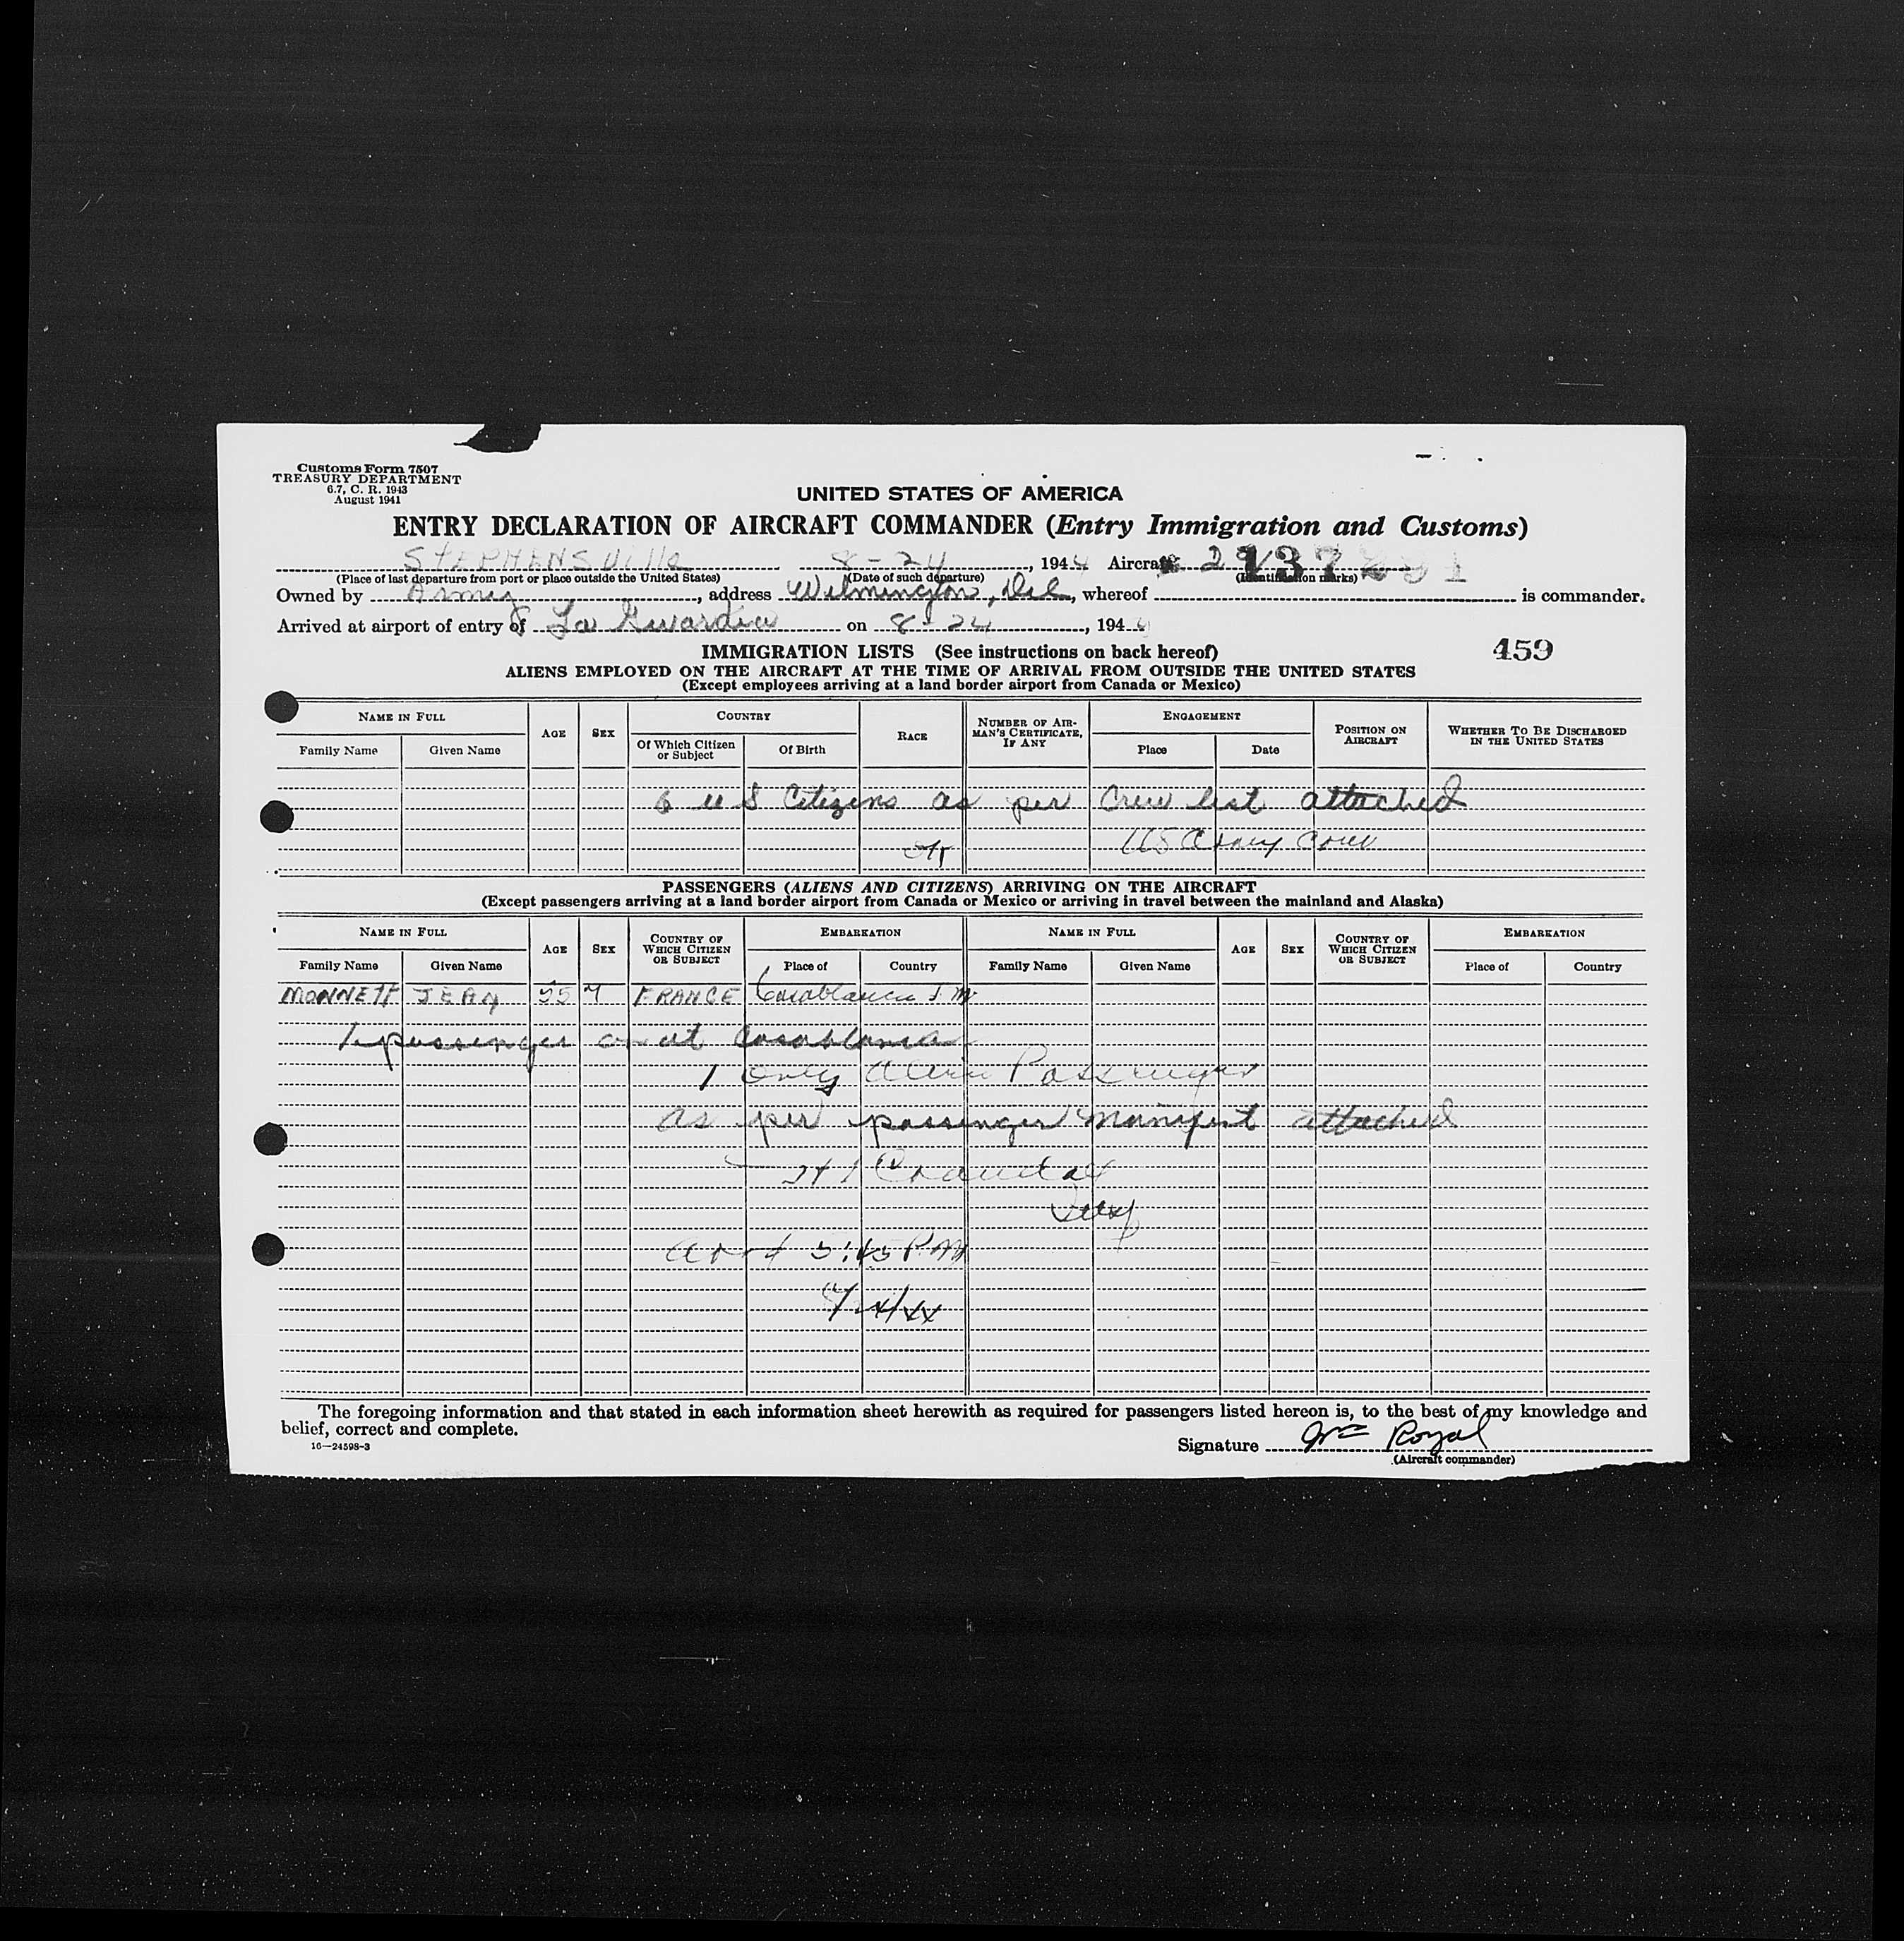 Customs Form 7507
TREASURY DEPARTMENT
6.7, C. R. 1943
August 1941
UNITED STATES OF AMERICA
ENTRY DECLARATION OF AIRCRAFT COMMANDER (Entry Immigration and Customs)
STEPHENSVille 8-24, 1944 Aircraft
(Place of last departure from port or place outside the United States) (Date of such departure) (Identification marks)
Owned by Army, address Wilmington, Del, whereof is commander.
Arrived at airport of entry of La Guardia on 8-24, 1944
IMMIGRATION LISTS (See instructions on back hereof) 459
ALIENS EMPLOYED ON THE AIRCRAFT AT THE TIME OF ARRIVAL FROM OUTSIDE THE UNITED STATES
(Except employees arriving at a land border airport from Canada or Mexico)
NAME IN FULL AGE SEX COUNTRY RACE NUMBER OF AIRMAN'S CERTIFICATE, IF ANY ENGAGEMENT POSITION ON AIRCRAFT WHETHER TO BE DISCHARGED IN THE UNITED STATES
Family Name Given Name Of Which Citizen or Subject Of Birth Place Date
6 U S Citizens as per Crew list attached
US Army Crew
PASSENGERS (ALIENS AND CITIZENS) ARRIVING ON THE AIRCRAFT
(Except passengers arriving at a land border airport from Canada or Mexico or arriving in travel between the mainland and Alaska)
NAME IN FULL AGE SEX COUNTRY OF WHICH CITIZEN OR SUBJECT EMBARKATION NAME IN FULL AGE SEX COUNTRY OF WHICH CITIZEN OR SUBJECT EMBARKATION
Family Name Given Name Place of Country Family Name Given Name Place of Country
MONNETT JEAN 55 M FRANCE Casablanca F.M.
1 passenger on at Casablanca
1 only Alien Passenger
as per passenger Manifest attached
Insp
5:45 PM
The foregoing information and that stated in each information sheet herewith as required for passengers listed hereon is, to the best of my knowledge and
belief, correct and complete.
16—24598-3
Signature Royal
(Aircraft commander)